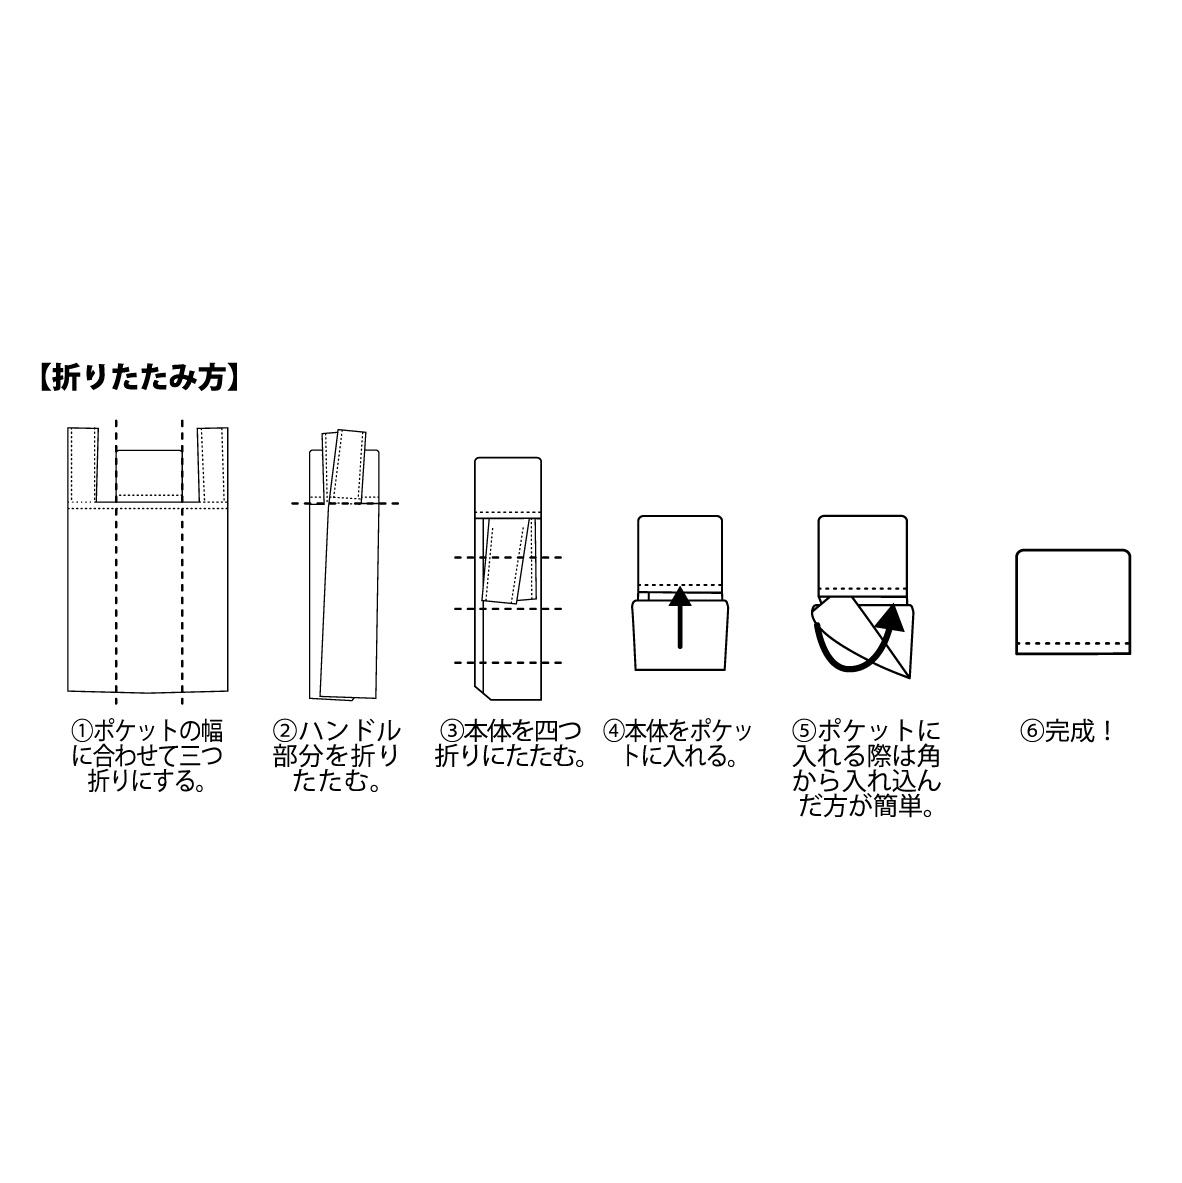 【折りたたみ方】
①ポケットの幅
に合わせて三つ
折りにする。
②ハンドル
部分を折り
たたむ。
③本体を四つ
折りにたたむ。
④本体をポケッ
トに入れる。
⑤ポケットに
入れる際は角
から入れ込ん
だ方が簡単。
⑥完成！